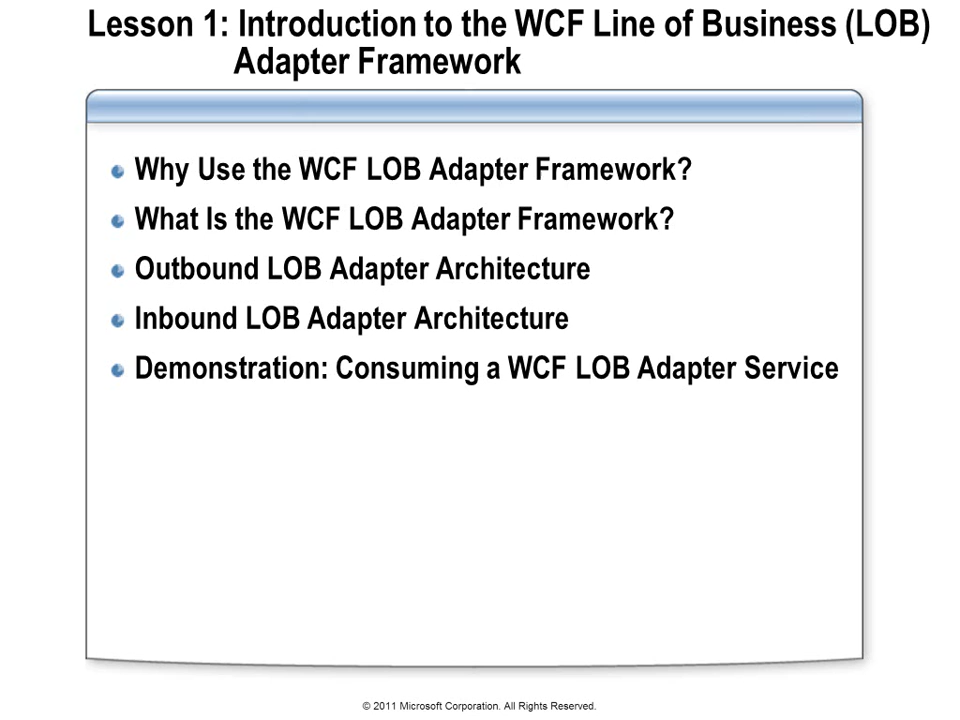 Lesson 1: Introduction to the WCF Line of Business (LOB)
Adapter Framework
Why Use the WCF LOB Adapter Framework?
What Is the WCF LOB Adapter Framework?
Outbound LOB Adapter Architecture
Inbound LOB Adapter Architecture
Demonstration: Consuming a WCF LOB Adapter Service
© 2011 Microsoft Corporation. All Rights Reserved.